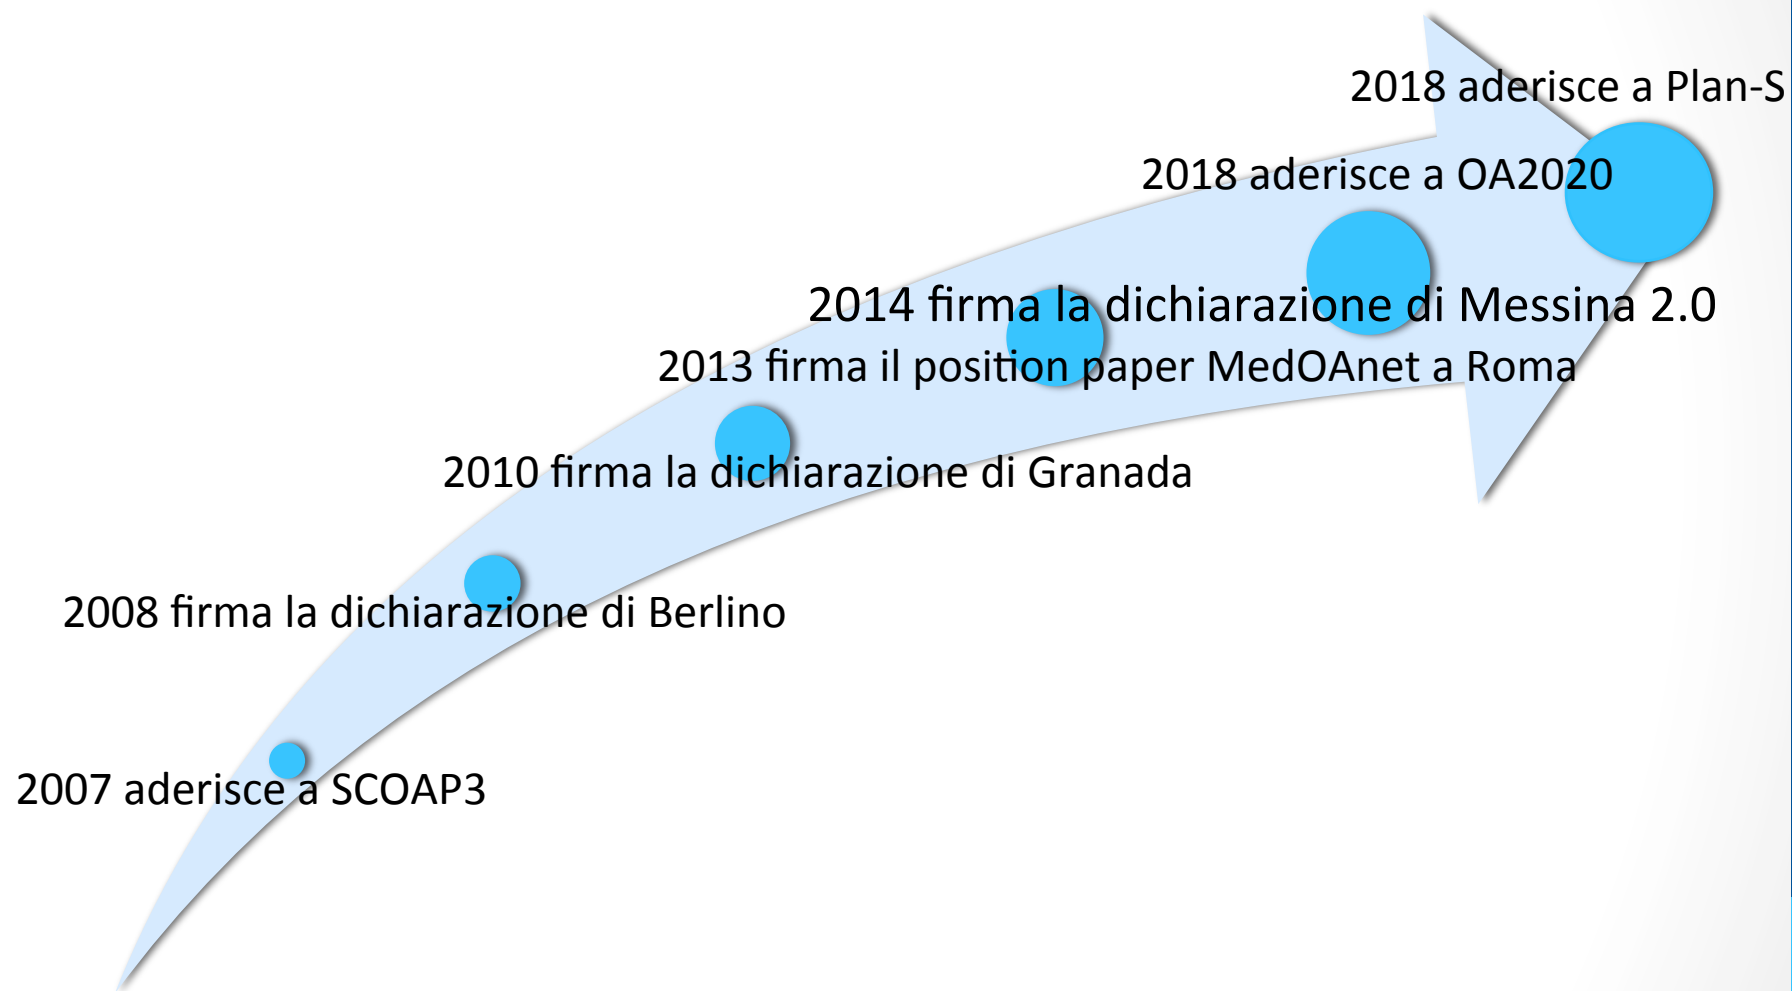 2018 aderisce a Plan-S
2018 aderisce a OA2020
2014 firma la dichiarazione di Messina 2.0
2013 firma il position paper MedOAnet a Roma
2010 firma la dichiarazione di Granada
2008 firma la dichiarazione di Berlino
2007 aderisce a SCOAP3